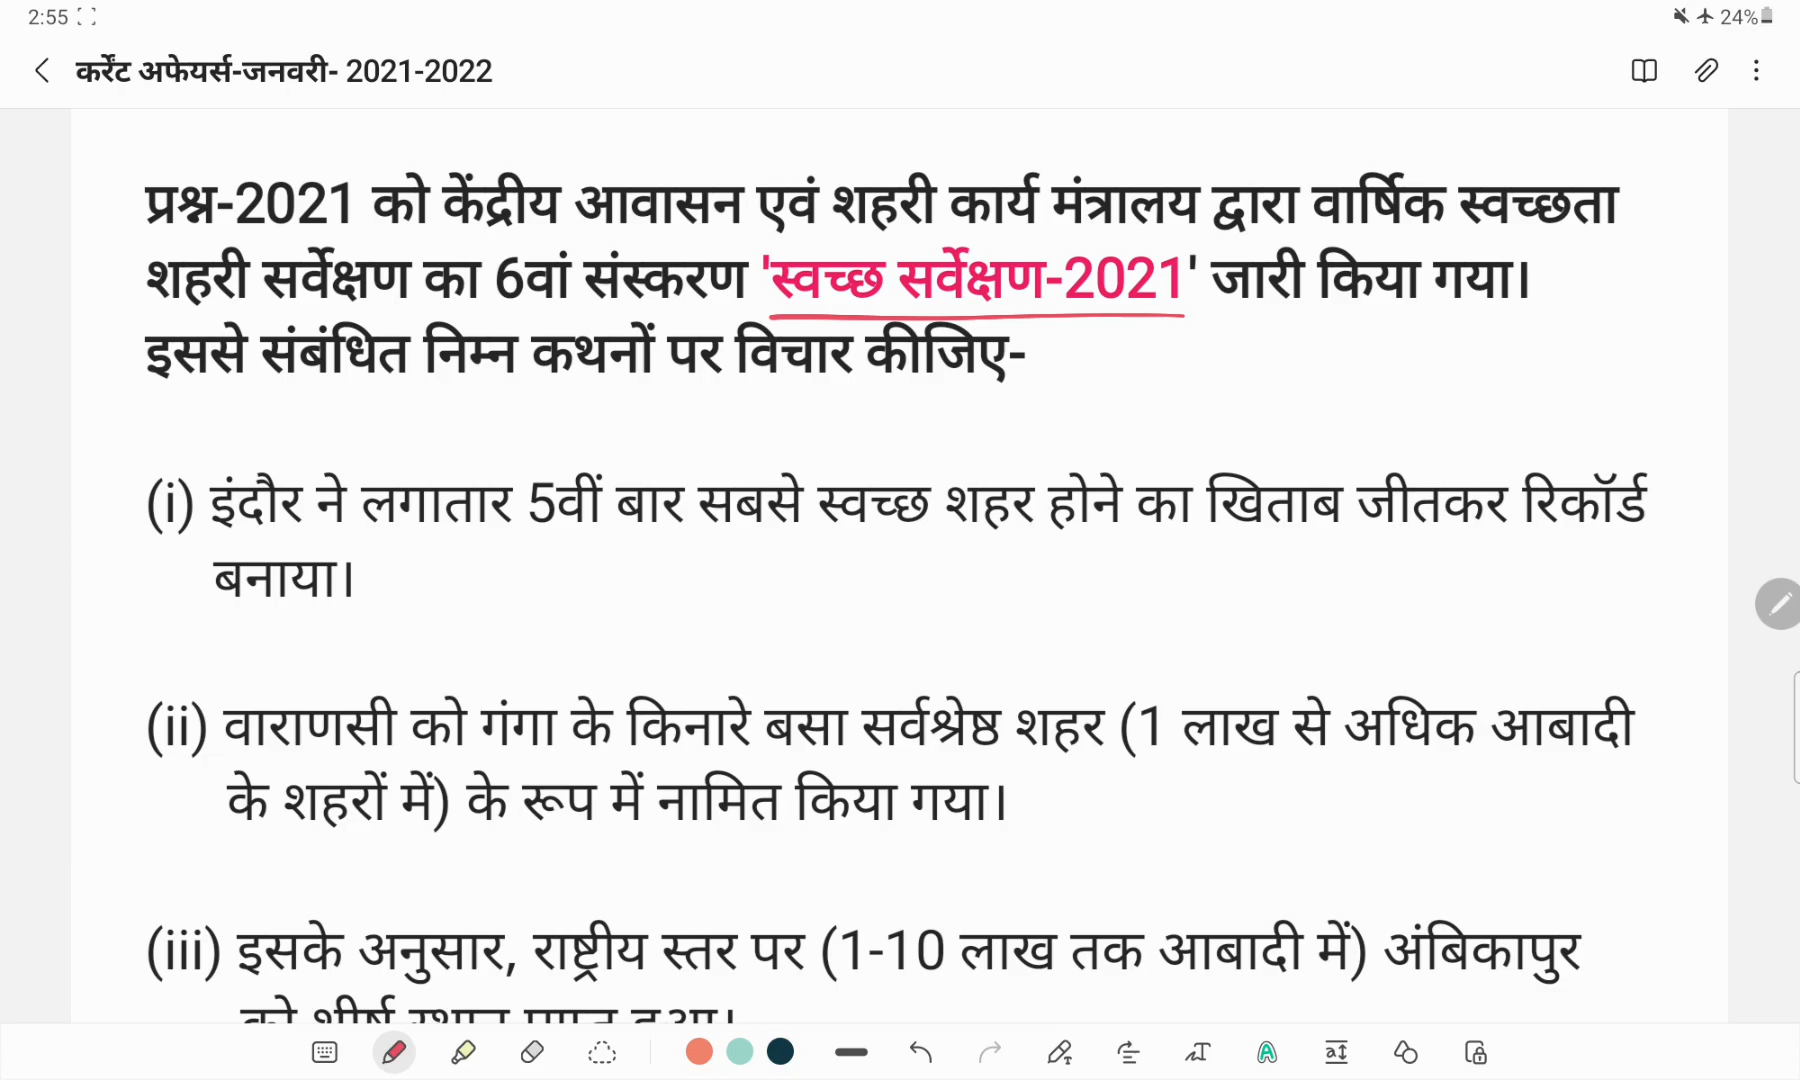 2:55
24%
करेंट अफेयर्स-जनवरी- 2021-2022
प्रश्न-2021 को केंद्रीय आवासन एवं शहरी कार्य मंत्रालय द्वारा वार्षिक स्वच्छता
शहरी सर्वेक्षण का 6वां संस्करण 'स्वच्छ सर्वेक्षण-2021' जारी किया गया।
इससे संबंधित निम्न कथनों पर विचार कीजिए-
(i) इंदौर ने लगातार 5वीं बार सबसे स्वच्छ शहर होने का खिताब जीतकर रिकॉर्ड
बनाया।
(ii) वाराणसी को गंगा के किनारे बसा सर्वश्रेष्ठ शहर (1 लाख से अधिक आबादी
के शहरों में) के रूप में नामित किया गया।
(iii) इसके अनुसार, राष्ट्रीय स्तर पर (1-10 लाख तक आबादी में) अंबिकापुर
को शीर्ष स्थान प्राप्त हुआ।